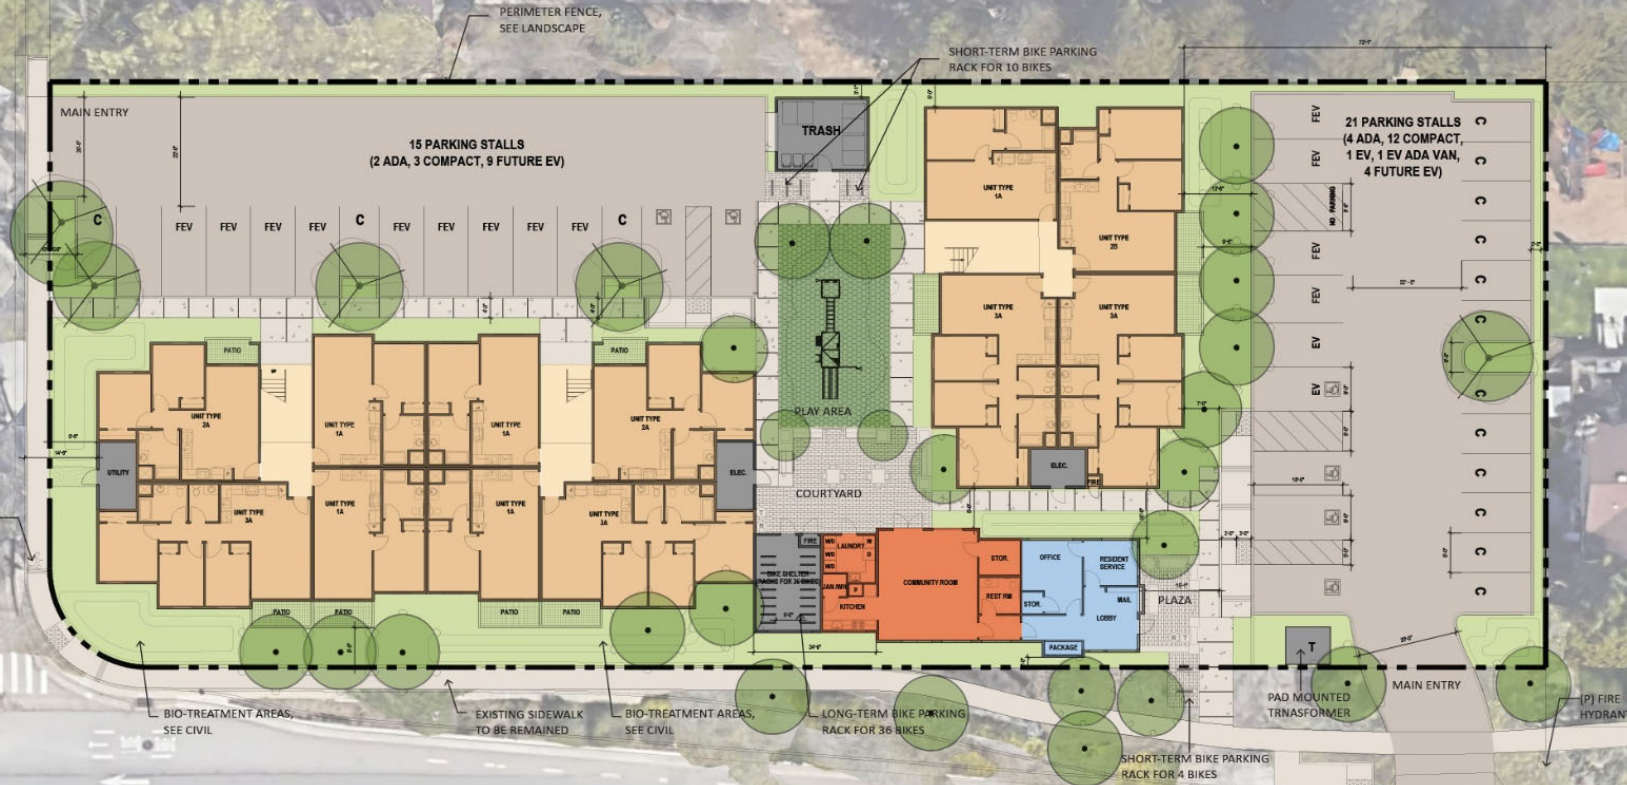 PERIMETER FENCE,
SEE LANDSCAPE
SHORT-TERM BIKE PARKING
RACK FOR 10 BIKES
MAIN ENTRY
15 PARKING STALLS
(2 ADA, 3 COMPACT, 9 FUTURE EV)
TRASH
21 PARKING STALLS
(4 ADA, 12 COMPACT,
1 EV, 1 EV ADA VAN,
4 FUTURE EV)
C
FEV
FEV
FEV
FEV
C
FEV
FEV
FEV
FEV
FEV
C
UNIT TYPE
1A
UNIT TYPE
2B
UNIT TYPE
3A
UNIT TYPE
3A
ELEC.
FIRE
FEV
FEV
NO PARKING
FEV
FEV
EV
EV
C
C
C
C
C
C
C
C
C
C
C
C
PLAY AREA
COURTYARD
PATIO
PATIO
UNIT TYPE
2A
UNIT TYPE
1A
UNIT TYPE
1A
UNIT TYPE
2A
UTILITY
ELEC.
UNIT TYPE
3A
UNIT TYPE
1A
UNIT TYPE
1A
UNIT TYPE
PATIO
PATIO
PATIO
PATIO
FIRE
BIKE SHELTER
(RACKS FOR 36 BIKES)
LAUNDRY
KITCHEN
COMMUNITY ROOM
STOR.
REST RM
OFFICE
RESIDENT
SERVICE
STOR.
MAIL
LOBBY
PACKAGE
PLAZA
T
BIO-TREATMENT AREAS,
SEE CIVIL
EXISTING SIDEWALK
TO BE REMAINED
BIO-TREATMENT AREAS,
SEE CIVIL
LONG-TERM BIKE PARKING
RACK FOR 36 BIKES
SHORT-TERM BIKE PARKING
RACK FOR 4 BIKES
PAD MOUNTED
TRNASFORMER
MAIN ENTRY
(P) FIRE